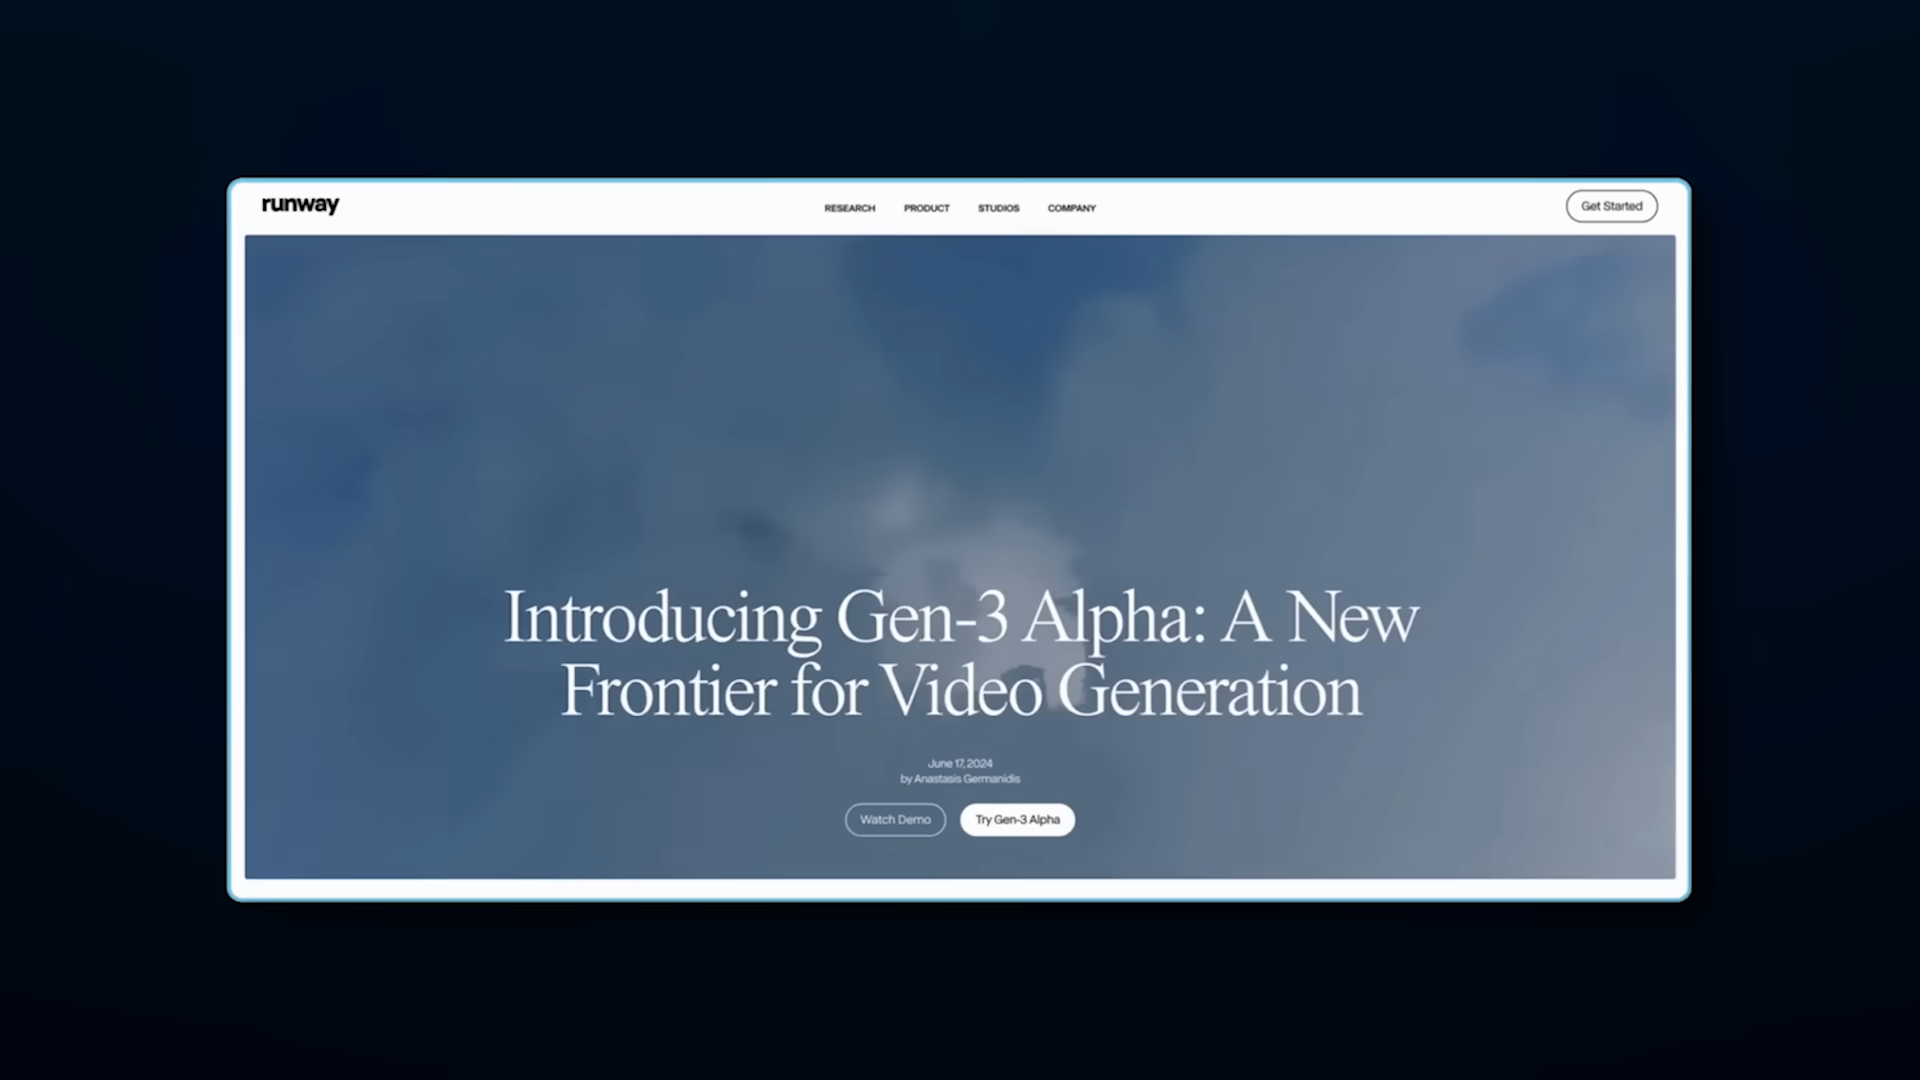 runway
RESEARCH PRODUCT STUDIOS COMPANY
Get Started
Introducing Gen-3 Alpha: A New
Frontier for Video Generation
June 17, 2024
by Anastasis Germanidis
Watch Demo Try Gen-3 Alpha